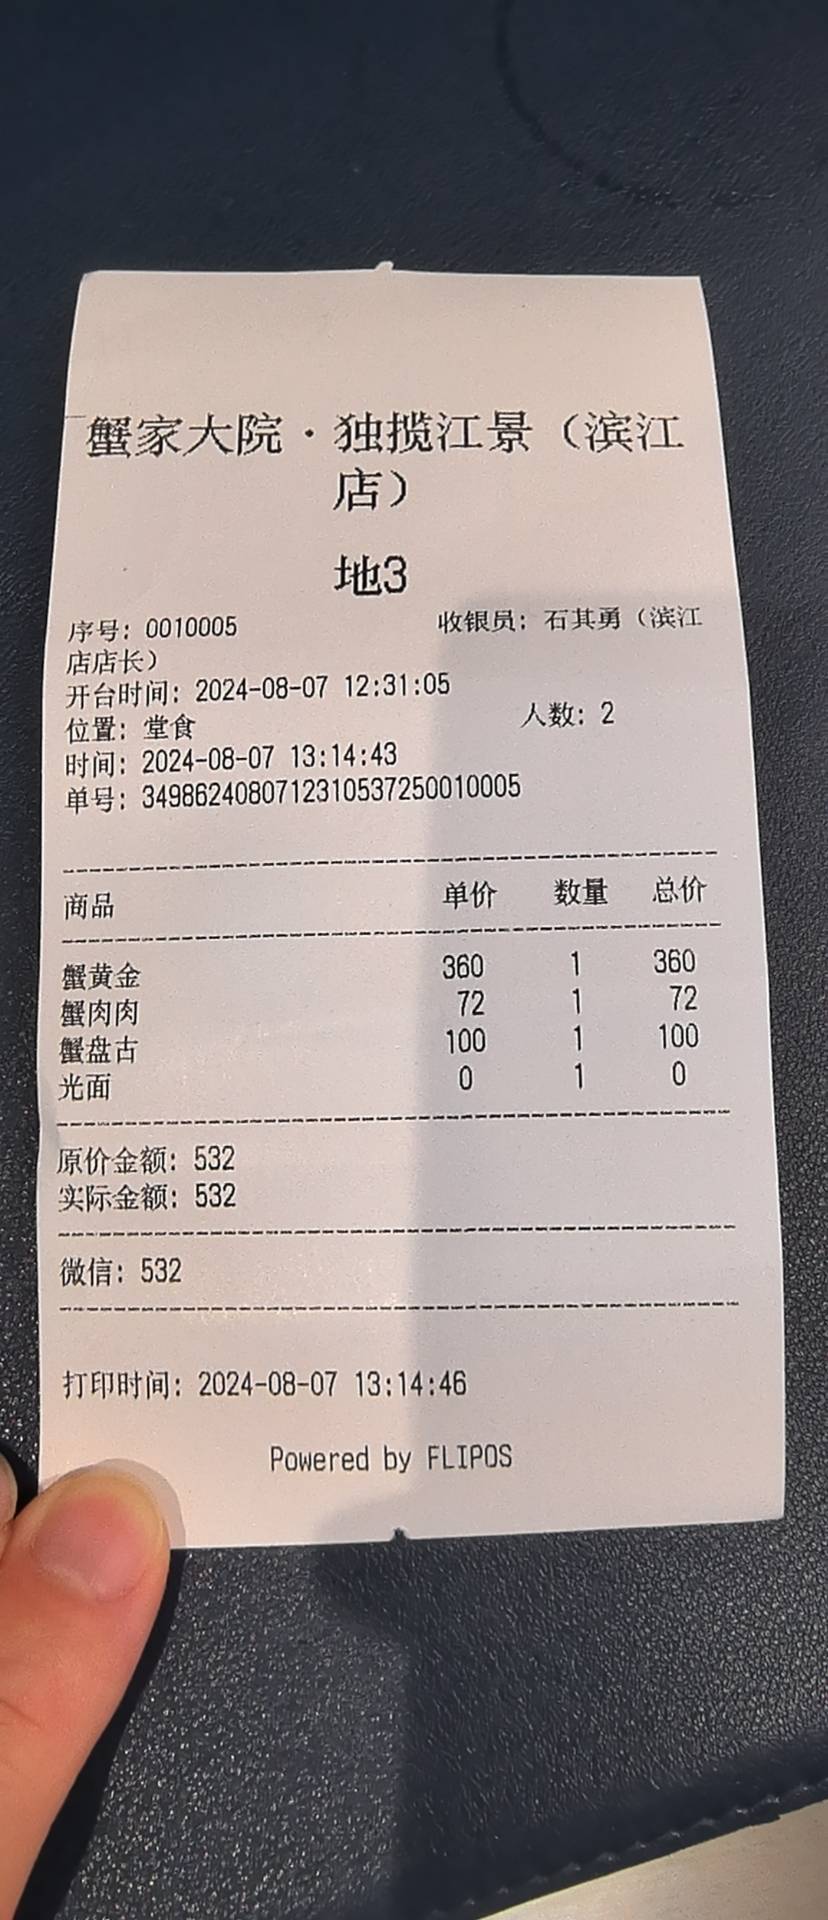 蟹家大院·独揽江景（滨江
店）
地3
序号: 0010005 收银员: 石其勇（滨江
店店长）
开台时间: 2024-08-07 12:31:05
位置: 堂食 人数: 2
时间: 2024-08-07 13:14:43
单号: 3498624080712310537250010005
商品 单价 数量 总价
蟹黄金 360 1 360
蟹肉肉 72 1 72
蟹盘古 100 1 100
光面 0 1 0
原价金额: 532
实际金额: 532
微信: 532
打印时间: 2024-08-07 13:14:46
Powered by FLIPOS